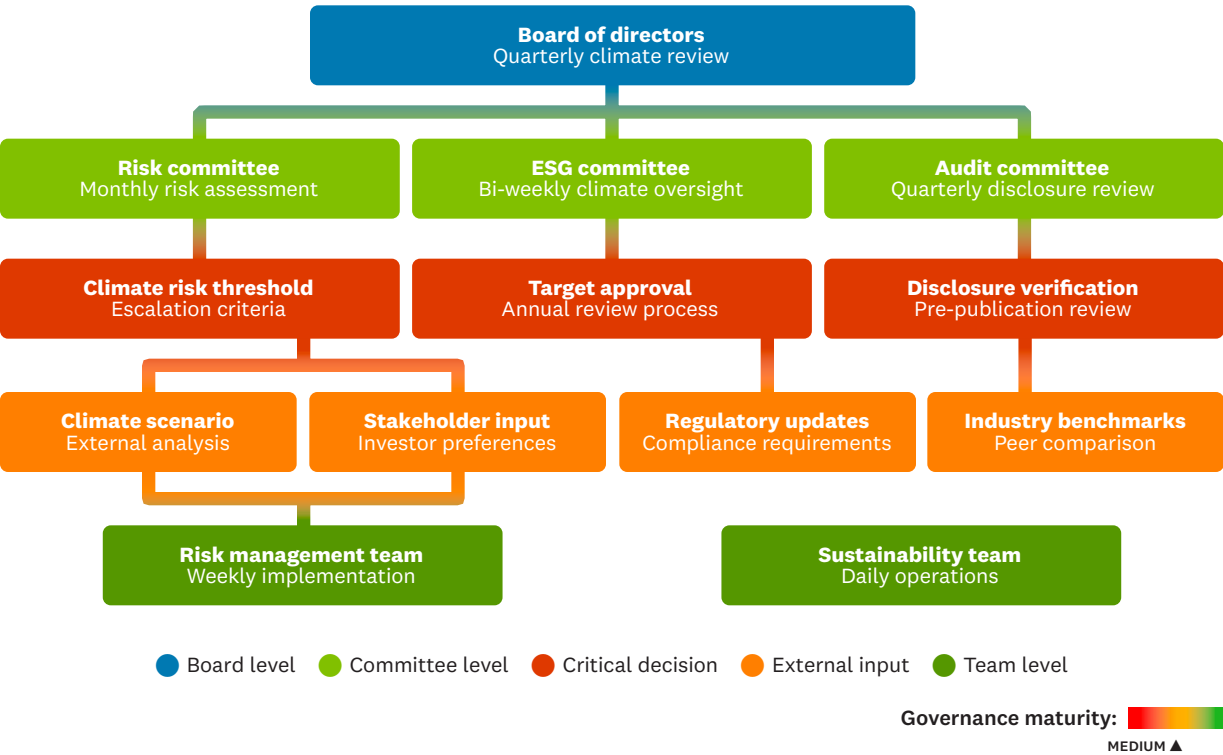 Board of directors
Quarterly climate review
Risk committee
Monthly risk assessment
ESG committee
Bi-weekly climate oversight
Audit committee
Quarterly disclosure review
Climate risk threshold
Escalation criteria
Target approval
Annual review process
Disclosure verification
Pre-publication review
Climate scenario
External analysis
Stakeholder input
Investor preferences
Regulatory updates
Compliance requirements
Industry benchmarks
Peer comparison
Risk management team
Weekly implementation
Sustainability team
Daily operations
Board level
Committee level
Critical decision
External input
Team level
Governance maturity:
MEDIUM